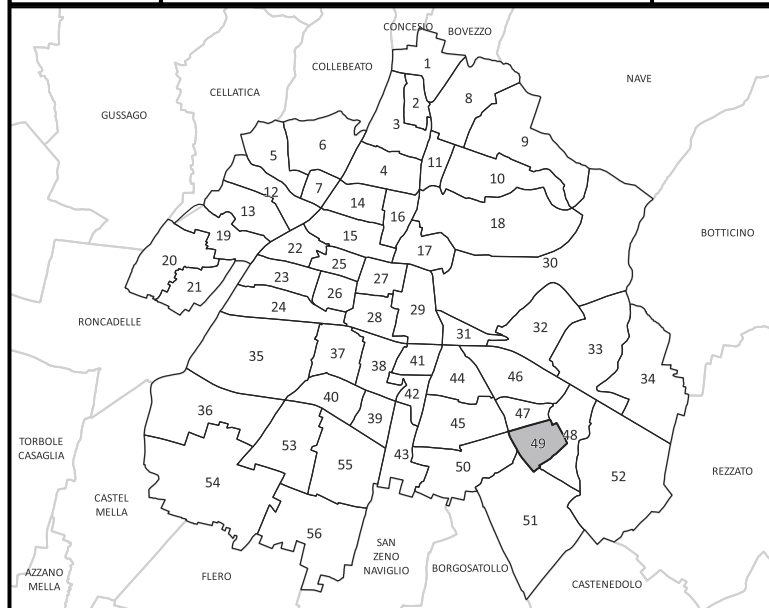 CONCESIO
BOVEZZO
1
COLLEBEATO
NAVE
CELLATICA
8
2
GUSSAGO
3
9
6
5
11
4
10
7
12
14
13
16
18
19
15
BOTTICINO
22
17
20
25
30
23
27
21
26
24
29
28
RONCADELLE
32
31
33
37
35
41
38
46
44
34
40
42
36
47
39
45
48
53
49
TORBOLE
CASAGLIA
43
55
50
REZZATO
52
54
CASTEL
MELLA
51
56
SAN
ZENO
NAVIGLIO
AZZANO
MELLA
FLERO
BORGOSATOLLO
CASTENEDOLO